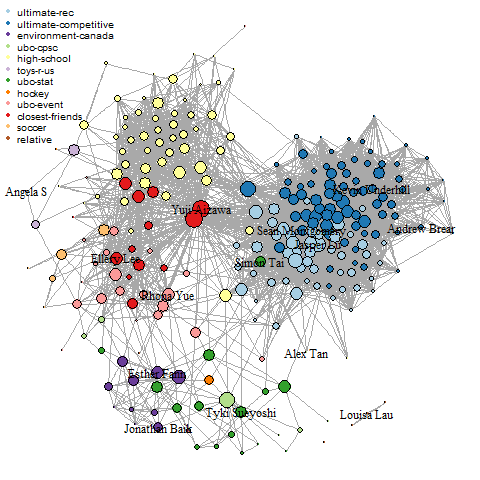 ultimate-rec
ultimate-competitive
environment-canada
ubc-cpsc
high-school
toys-r-us
ubc-stat
hockey
ubc-event
closest-friends
soccer
relative
Angela S
Yuji Aizawa
Kevin Underhill
Sean Montgomery
Andrew Brear
Jasper
Ellery Lee
Simon Tai
Rhona Yue
Alex Tan
Esther Fann
Tyki Sueyoshi
Louisa Lau
Jonathan Baik